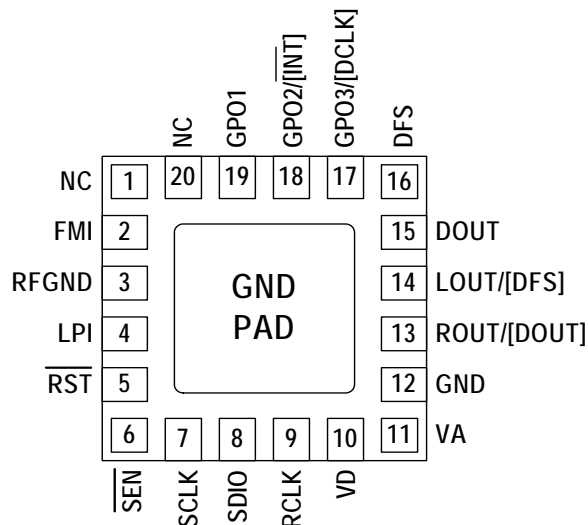 NC
GPO1
GPO2/[INT]
GPO3/[DCLK]
DFS
NC 1 20 19 18 17 16
FMI 2 15 DOUT
RFGND 3 14 LOUT/[DFS]
GND
PAD
LPI 4 13 ROUT/[DOUT]
RST 5 12 GND
6 7 8 9 10 11 VA
SEN
SCLK
SDIO
RCLK
VD